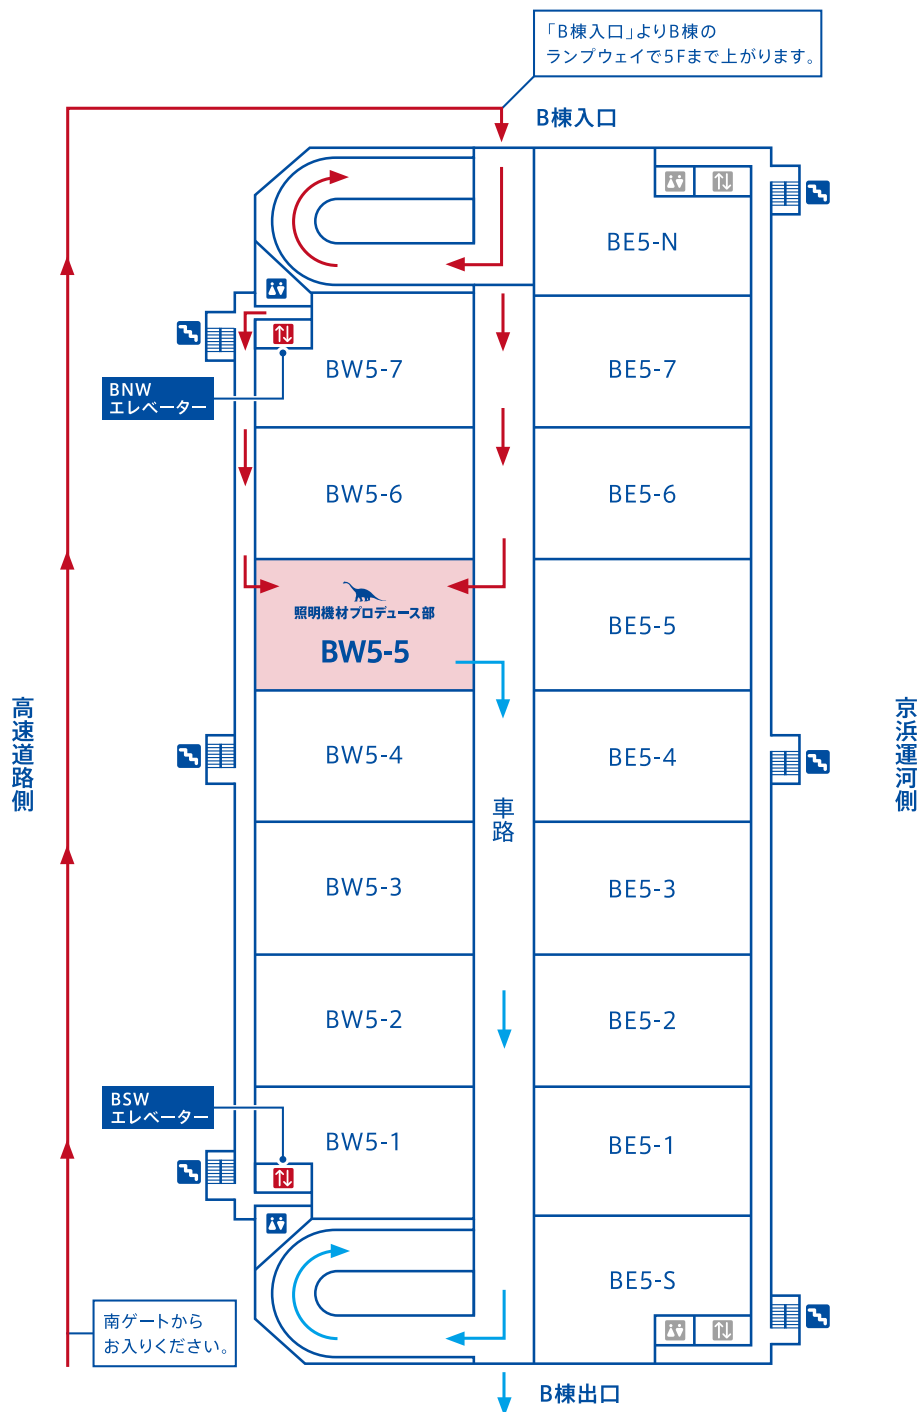 「B棟入口」よりB棟の
ランプウェイで5Fまで上がります。
B棟入口
BE5-N
BW5-7
BE5-7
BNW
エレベーター
BW5-6
BE5-6
照明機材プロデュース部
BW5-5
BE5-5
高速道路側
京浜運河側
BW5-4
BE5-4
車路
BW5-3
BE5-3
BW5-2
BE5-2
BSW
エレベーター
BW5-1
BE5-1
BE5-S
南ゲートから
お入りください。
B棟出口